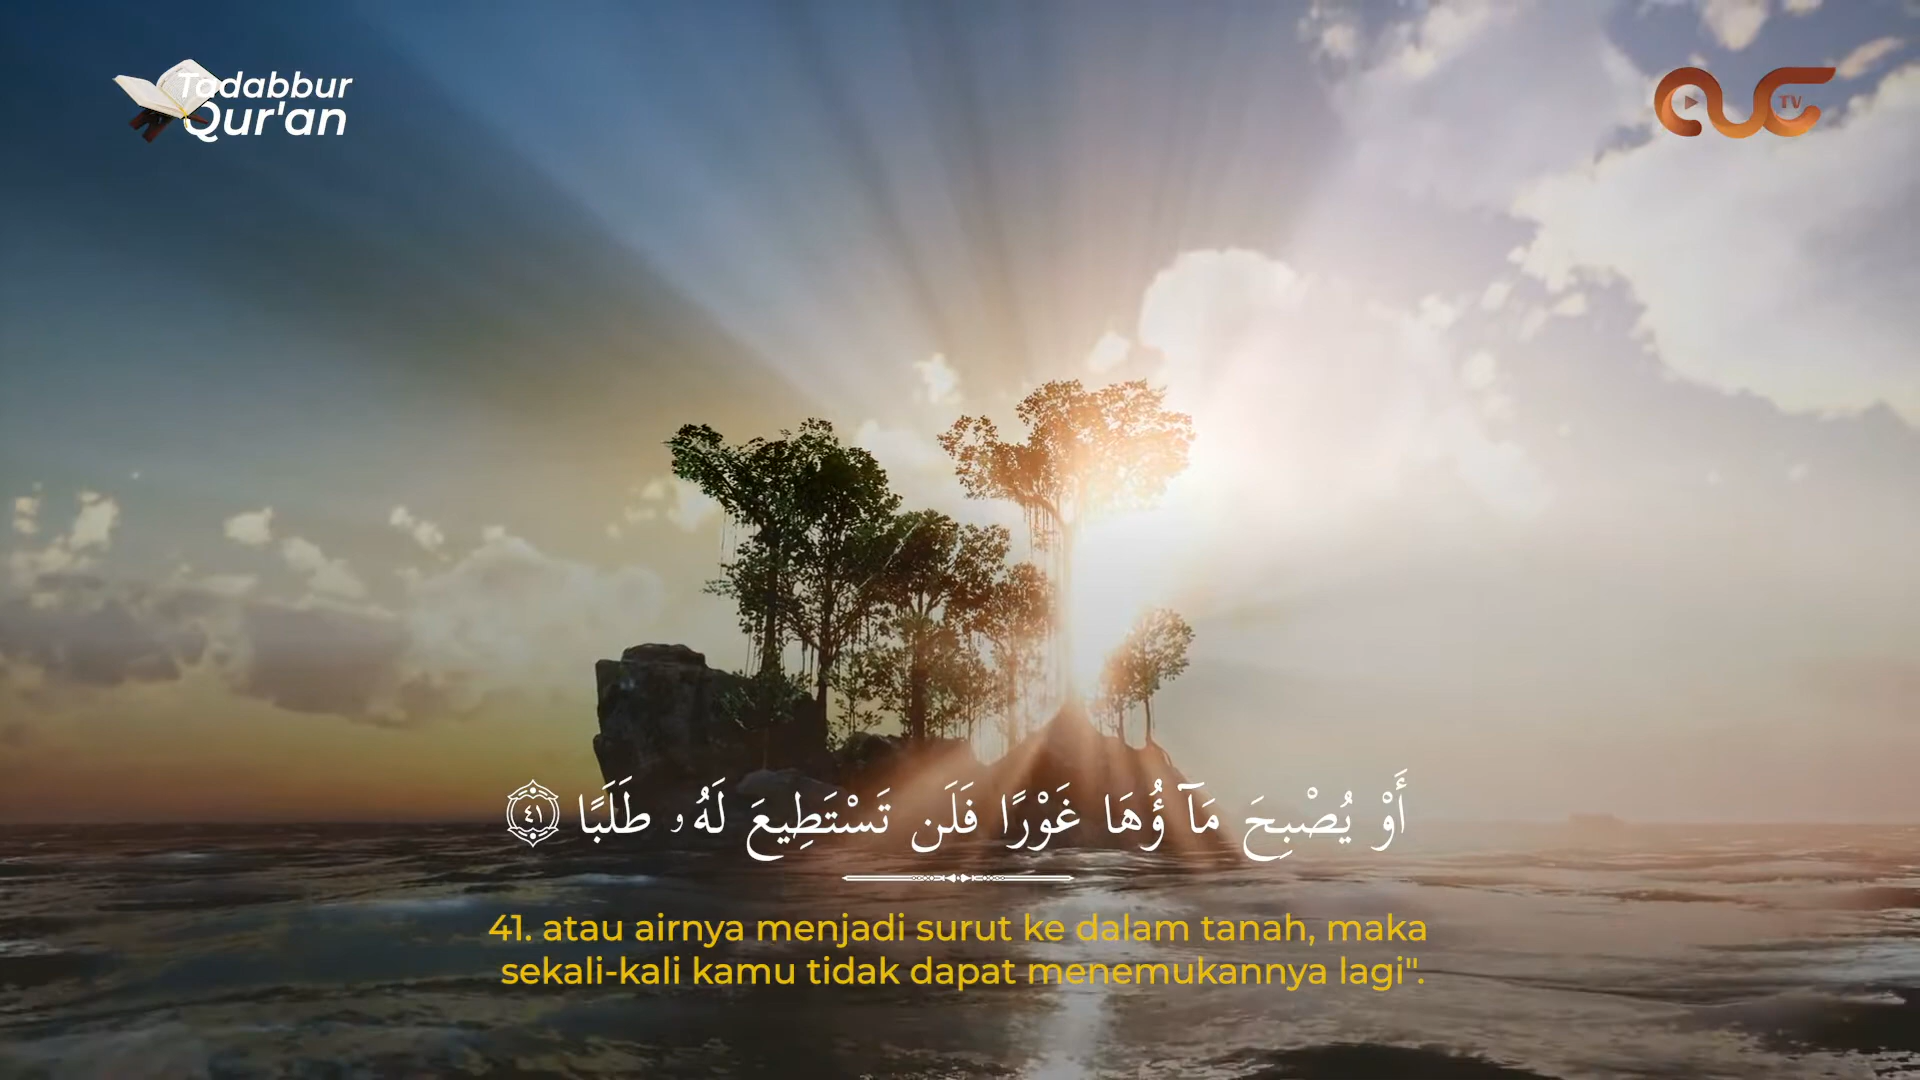 Tadabbur
Qur'an
TV
أَوْ يُصْبِحَ مَآؤُهَا غَوْرًا فَلَن تَسْتَطِيعَ لَهُۥ طَلَبًا ٤١
41. atau airnya menjadi surut ke dalam tanah, maka
sekali-kali kamu tidak dapat menemukannya lagi".